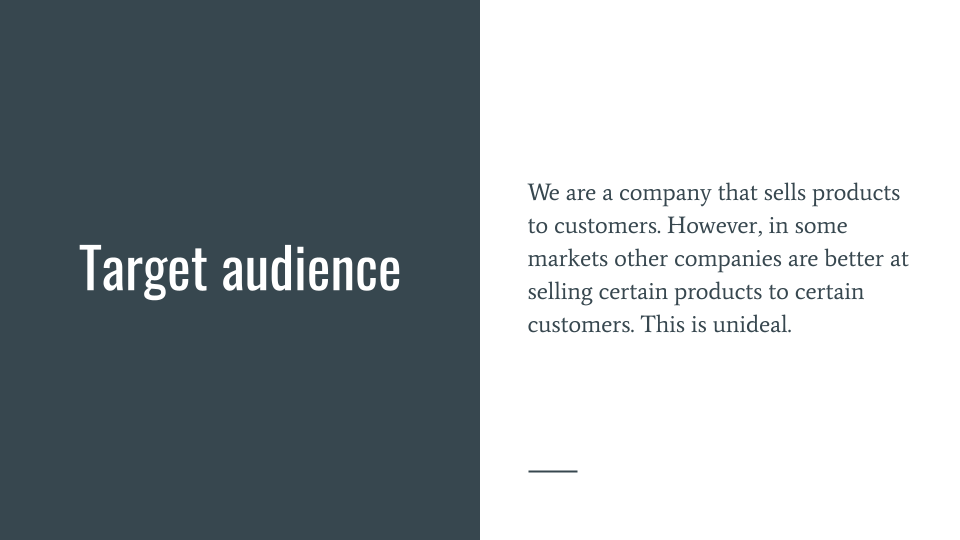 Target audience
We are a company that sells products
to customers. However, in some
markets other companies are better at
selling certain products to certain
customers. This is unideal.